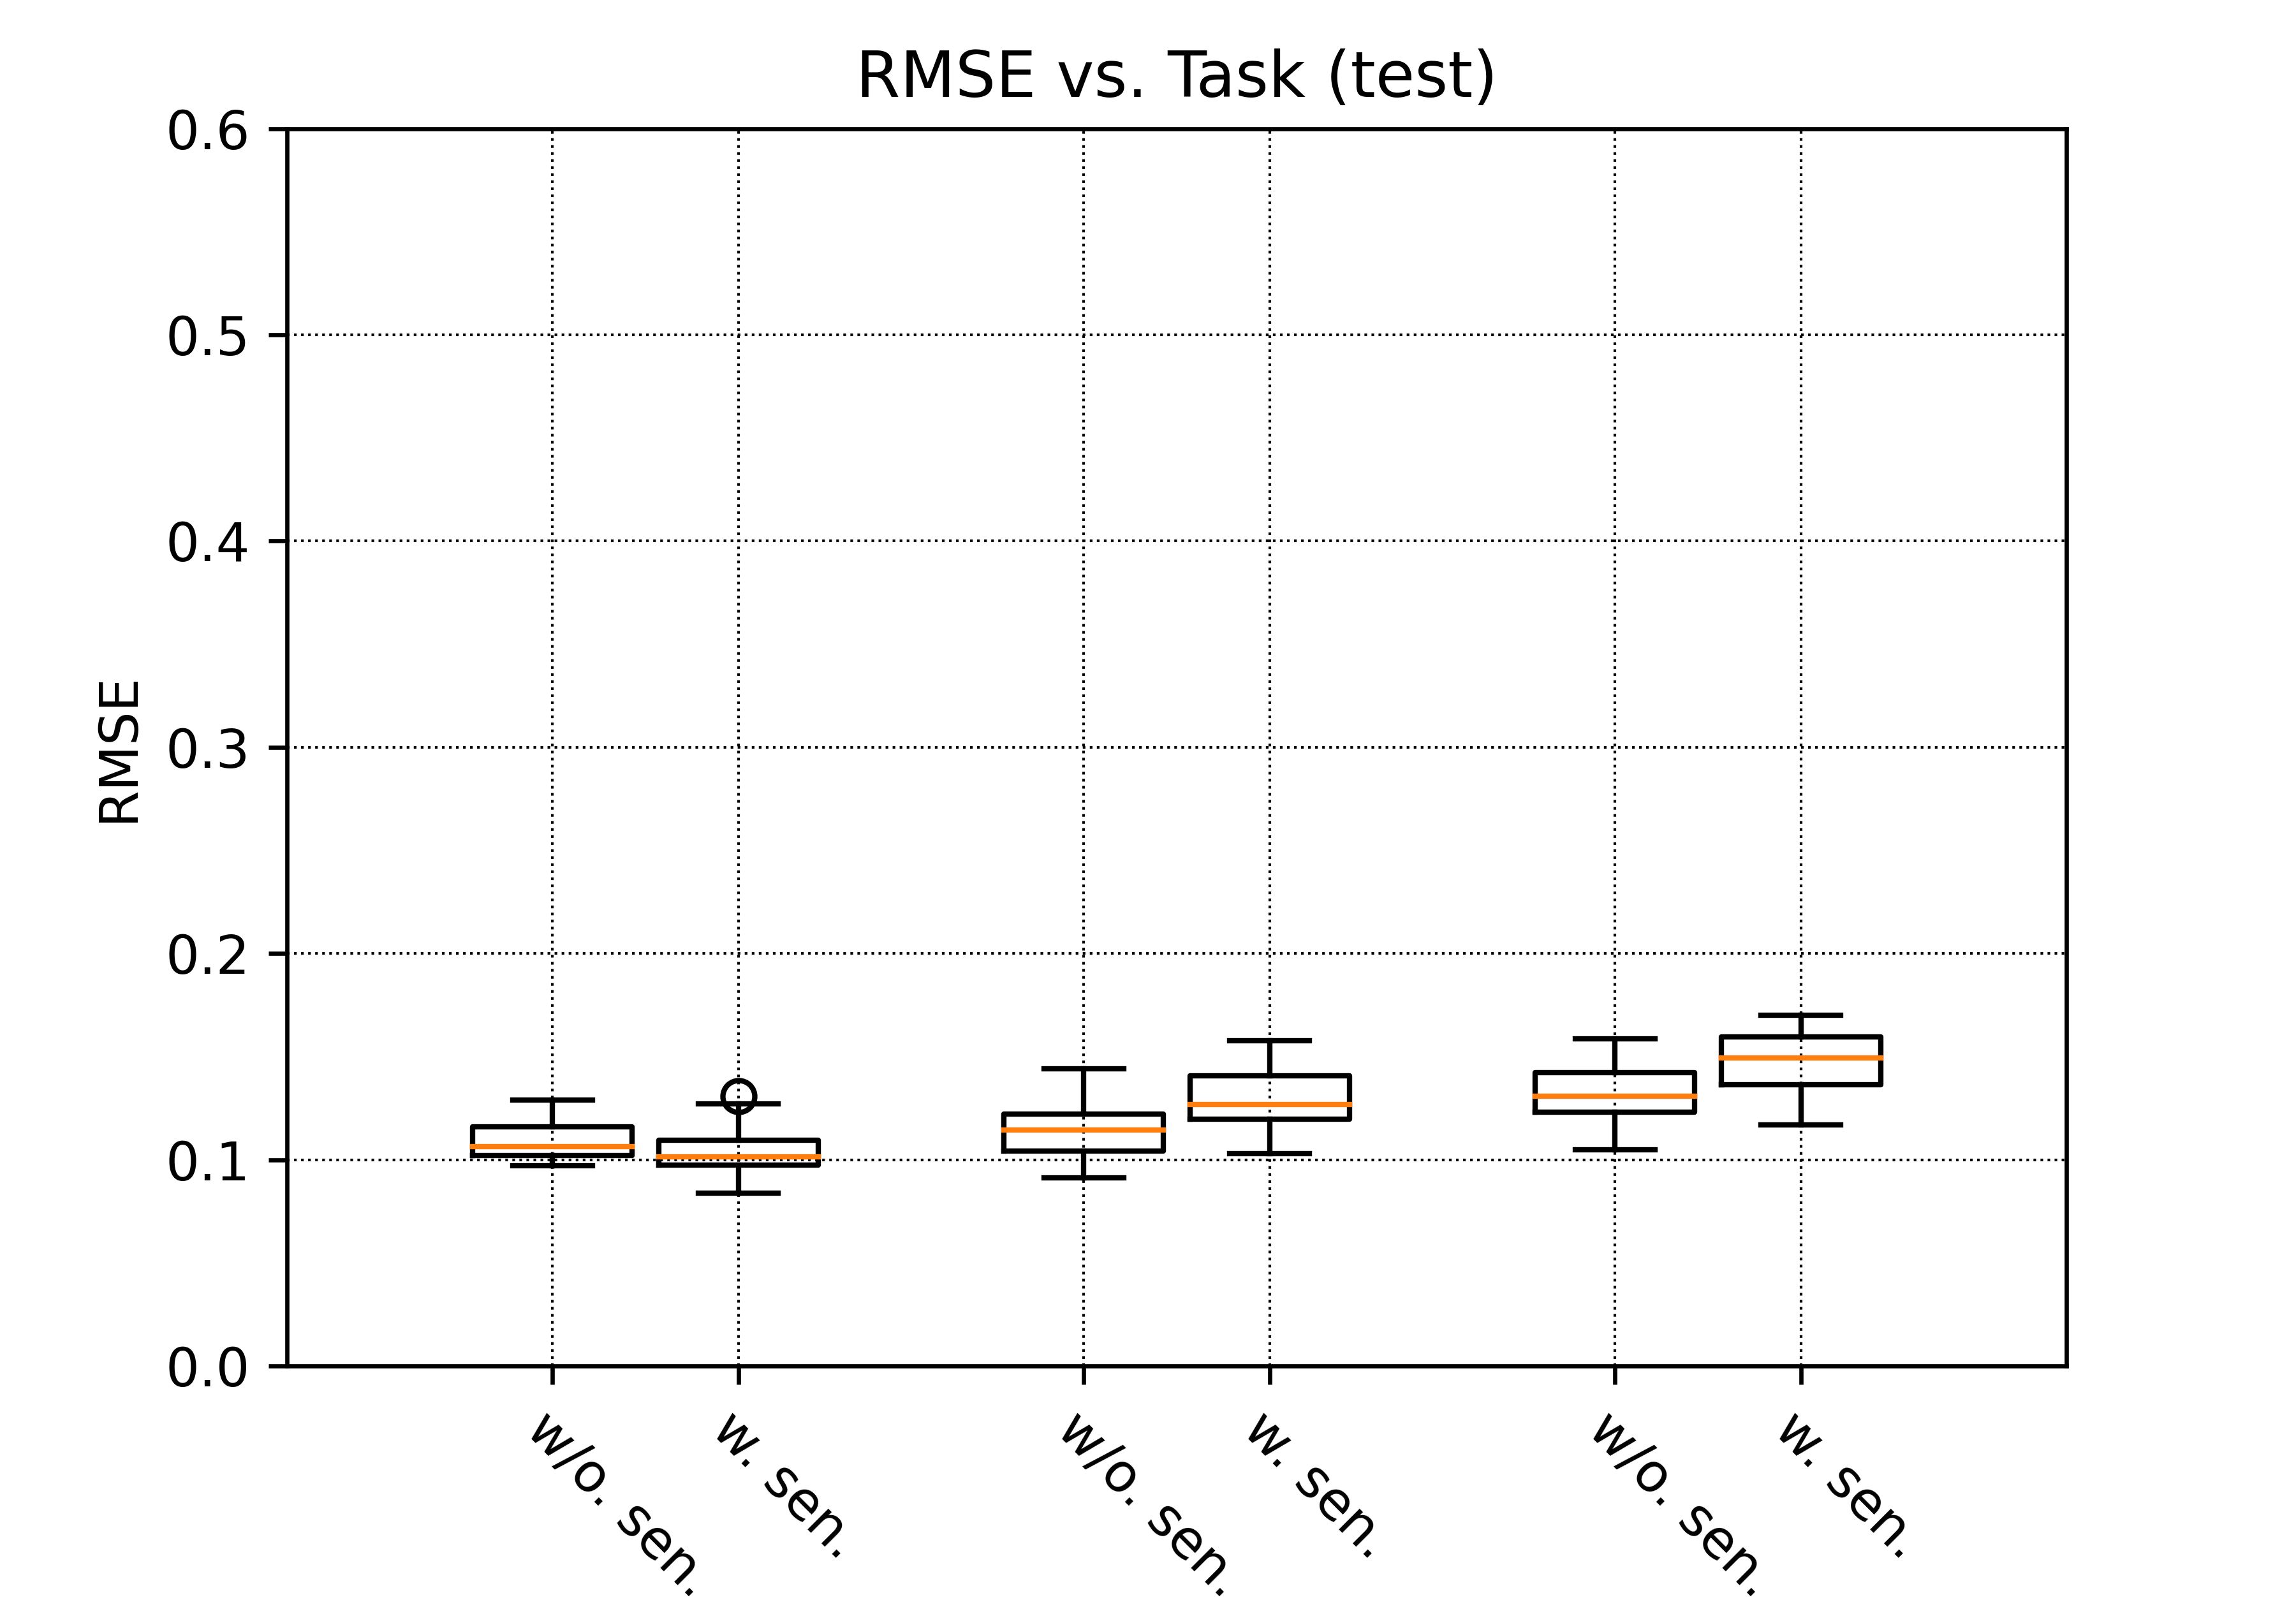 RMSE vs. Task (test)
0.6
0.5
0.4
0.3
0.2
0.1
0.0
RMSE
w/o. sen.
w. sen.
w/o. sen.
w. sen.
w/o. sen.
w. sen.